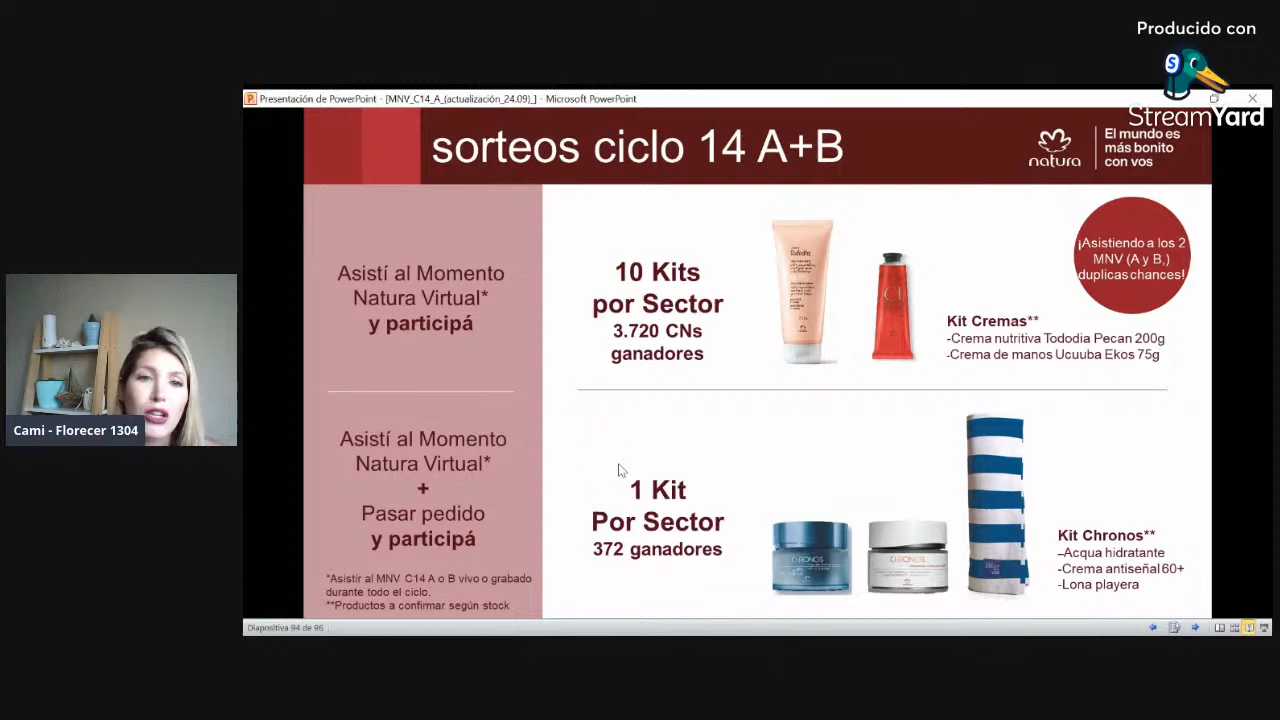 Producido con
StreamYard
Presentación de PowerPoint - [MNV_C14_A_(actualización_24.09)_] - Microsoft PowerPoint
sorteos ciclo 14 A+B
natura
El mundo es
más bonito
con vos
Asistí al Momento
Natura Virtual*
y participá
10 Kits
por Sector
3.720 CNs
ganadores
¡Asistiendo a los 2
MNV (A y B,)
duplicas chances!
Kit Cremas**
-Crema nutritiva Tododia Pecan 200g
-Crema de manos Ucuuba Ekos 75g
Cami - Florecer 1304
Asistí al Momento
Natura Virtual*
+
Pasar pedido
y participá
*Asistir al MNV C14 A o B vivo o grabado
durante todo el ciclo.
**Productos a confirmar según stock
1 Kit
Por Sector
372 ganadores
CHRONOS
CHRONOS
Kit Chronos**
–Acqua hidratante
-Crema antiseñal 60+
-Lona playera
Diapositiva 94 de 96